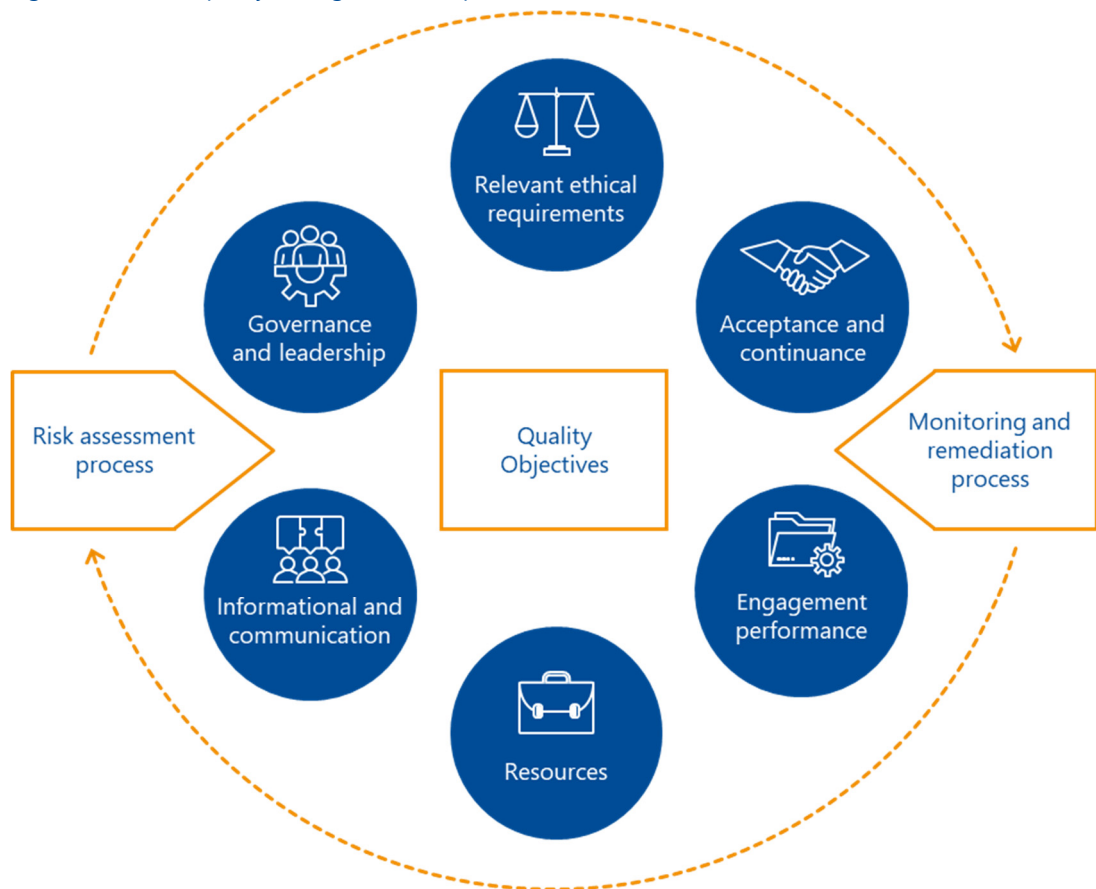 Relevant ethical
requirements
Governance
and leadership
Acceptance and
continuance
Risk assessment
process
Quality
Objectives
Monitoring and
remediation
process
Informational and
communication
Engagement
performance
Resources